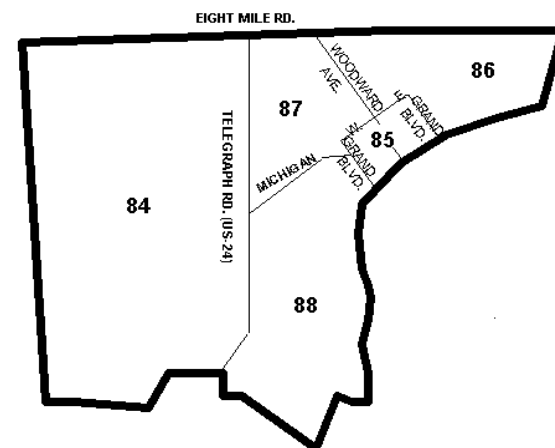 EIGHT MILE RD.
WOODWARD
AVE.
86
87
E
GRAND
BLVD.
TELEGRAPH RD. (US-24)
W
GRAND
BLVD.
85
MICHIGAN
84
88